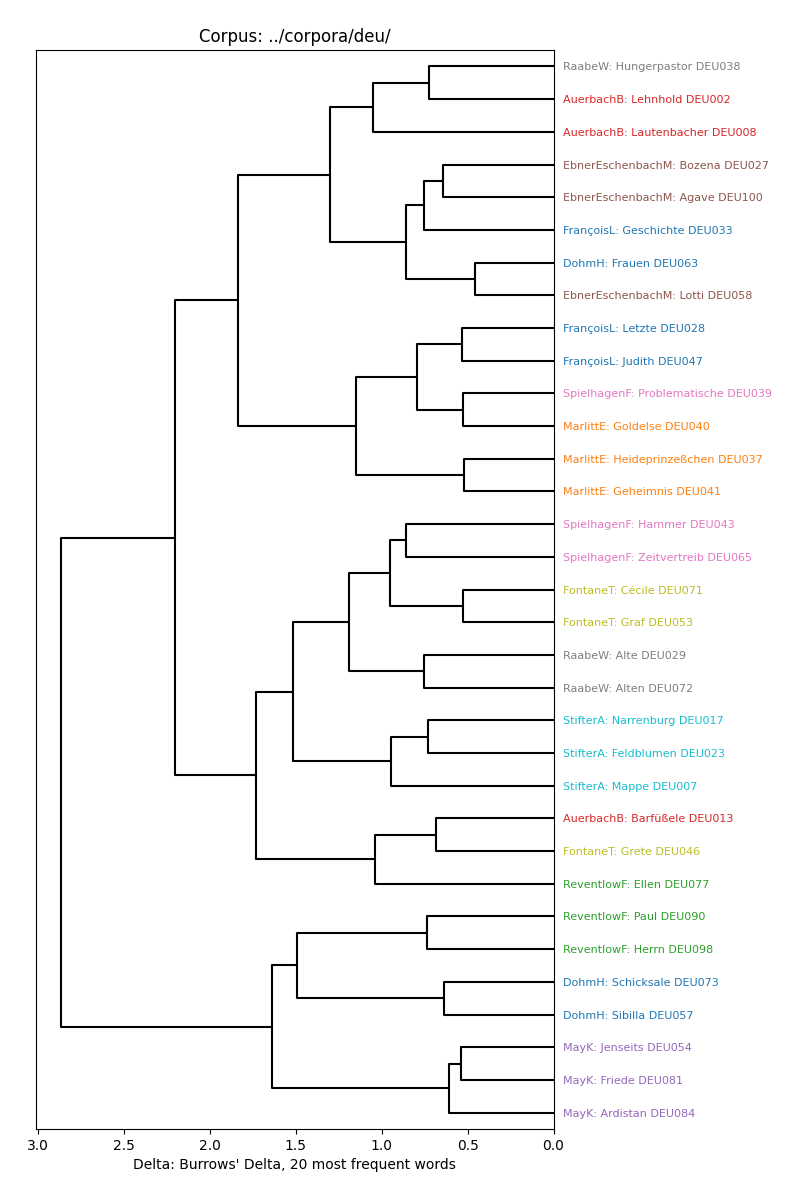 Corpus: ../corpora/deu/
RaabeW: Hungerpastor DEU038
AuerbachB: Lehnhold DEU002
AuerbachB: Lautenbacher DEU008
EbnerEschenbachM: Bozena DEU027
EbnerEschenbachM: Agave DEU100
FrançoisL: Geschichte DEU033
DohmH: Frauen DEU063
EbnerEschenbachM: Lotti DEU058
FrançoisL: Letzte DEU028
FrançoisL: Judith DEU047
SpielhagenF: Problematische DEU039
MarlittE: Goldelse DEU040
MarlittE: Heideprinzeßchen DEU037
MarlittE: Geheimnis DEU041
SpielhagenF: Hammer DEU043
SpielhagenF: Zeitvertreib DEU065
FontaneT: Cécile DEU071
FontaneT: Graf DEU053
RaabeW: Alte DEU029
RaabeW: Alten DEU072
StifterA: Narrenburg DEU017
StifterA: Feldblumen DEU023
StifterA: Mappe DEU007
AuerbachB: Barfüßele DEU013
FontaneT: Grete DEU046
ReventlowF: Ellen DEU077
ReventlowF: Paul DEU090
ReventlowF: Herrn DEU098
DohmH: Schicksale DEU073
DohmH: Sibilla DEU057
MayK: Jenseits DEU054
MayK: Friede DEU081
MayK: Ardistan DEU084
3.0 2.5 2.0 1.5 1.0 0.5 0.0
Delta: Burrows' Delta, 20 most frequent words